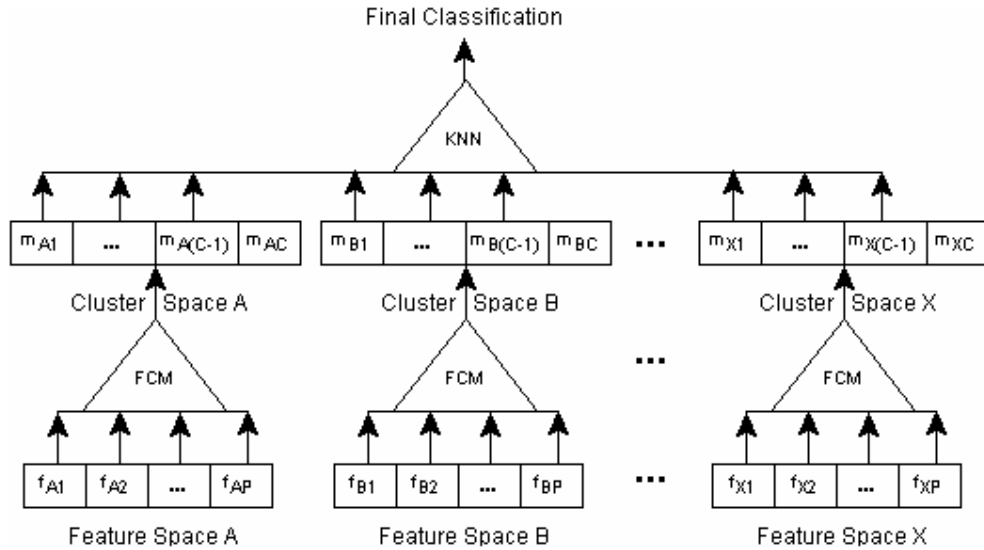 Final Classification
KNN
mA1 ... mA(C-1) mAC mB1 ... mB(C-1) mBC ... mX1 ... mX(C-1) mXC
Cluster Space A Cluster Space B Cluster Space X
...
FCM FCM FCM
fA1 fA2 ... fAP fB1 fB2 ... fBP ... fX1 fX2 ... fXP
Feature Space A Feature Space B Feature Space X